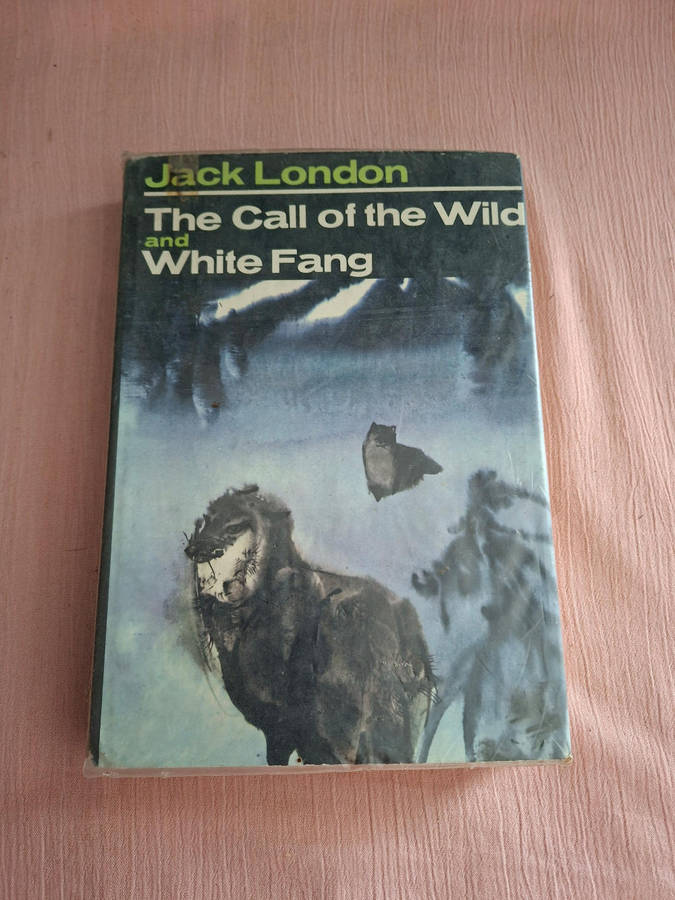 Jack London
The Call of the Wild
and
White Fang